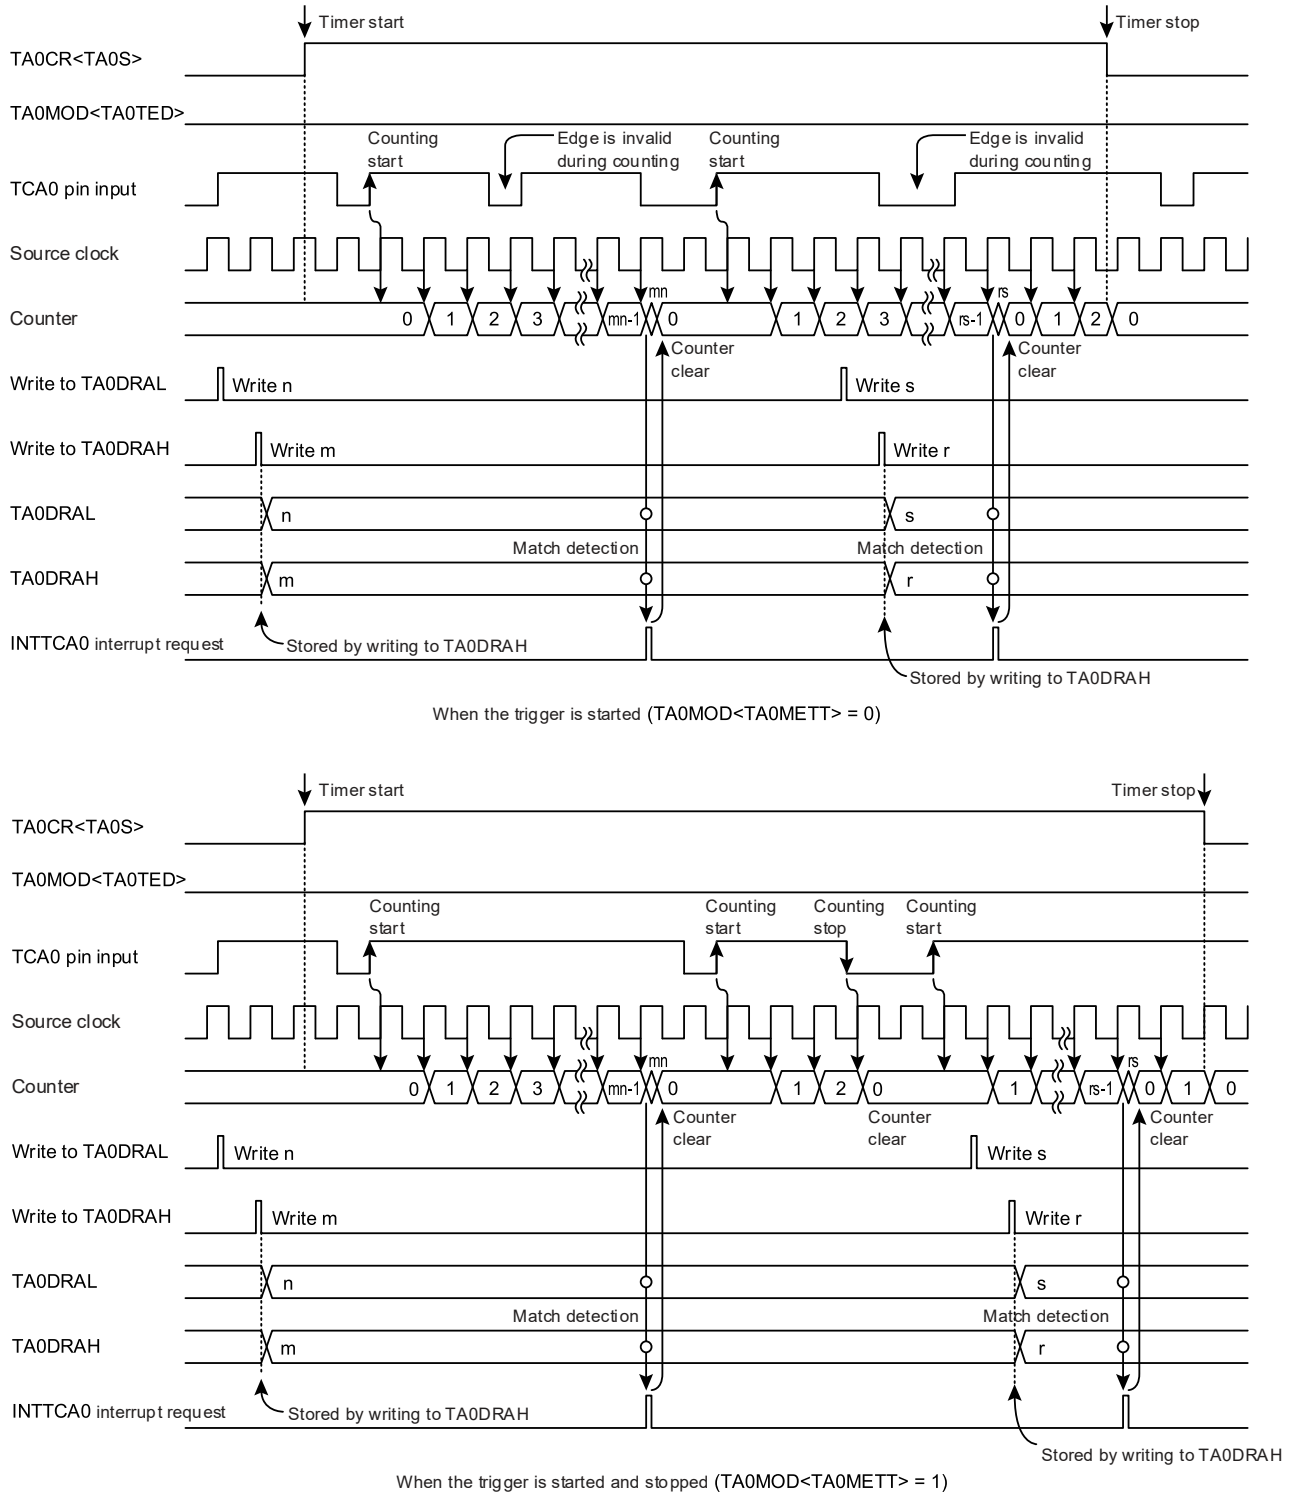 Timer start
Timer stop
TA0CR<TA0S>
TA0MOD<TA0TED>
Counting start
Edge is invalid during counting
Counting start
Edge is invalid during counting
TCA0 pin input
Source clock
mn
rs
Counter
0 1 2 3 mn-1 0 1 2 3 rs-1 0 1 2 0
Counter clear
Counter clear
Write to TA0DRAL
Write n
Write s
Write to TA0DRAH
Write m
Write r
TA0DRAL
n
s
Match detection
Match detection
TA0DRAH
m
r
INTTCA0 interrupt request
Stored by writing to TA0DRAH
Stored by writing to TA0DRAH
When the trigger is started (TA0MOD<TA0METT> = 0)
Timer start
Timer stop
TA0CR<TA0S>
TA0MOD<TA0TED>
Counting start
Counting start
Counting stop
Counting start
TCA0 pin input
Source clock
mn
rs
Counter
0 1 2 3 mn-1 0 1 2 0 1 rs-1 0 1 0
Counter clear
Counter clear
Counter clear
Write to TA0DRAL
Write n
Write s
Write to TA0DRAH
Write m
Write r
TA0DRAL
n
s
Match detection
Match detection
TA0DRAH
m
r
INTTCA0 interrupt request
Stored by writing to TA0DRAH
Stored by writing to TA0DRAH
When the trigger is started and stopped (TA0MOD<TA0METT> = 1)